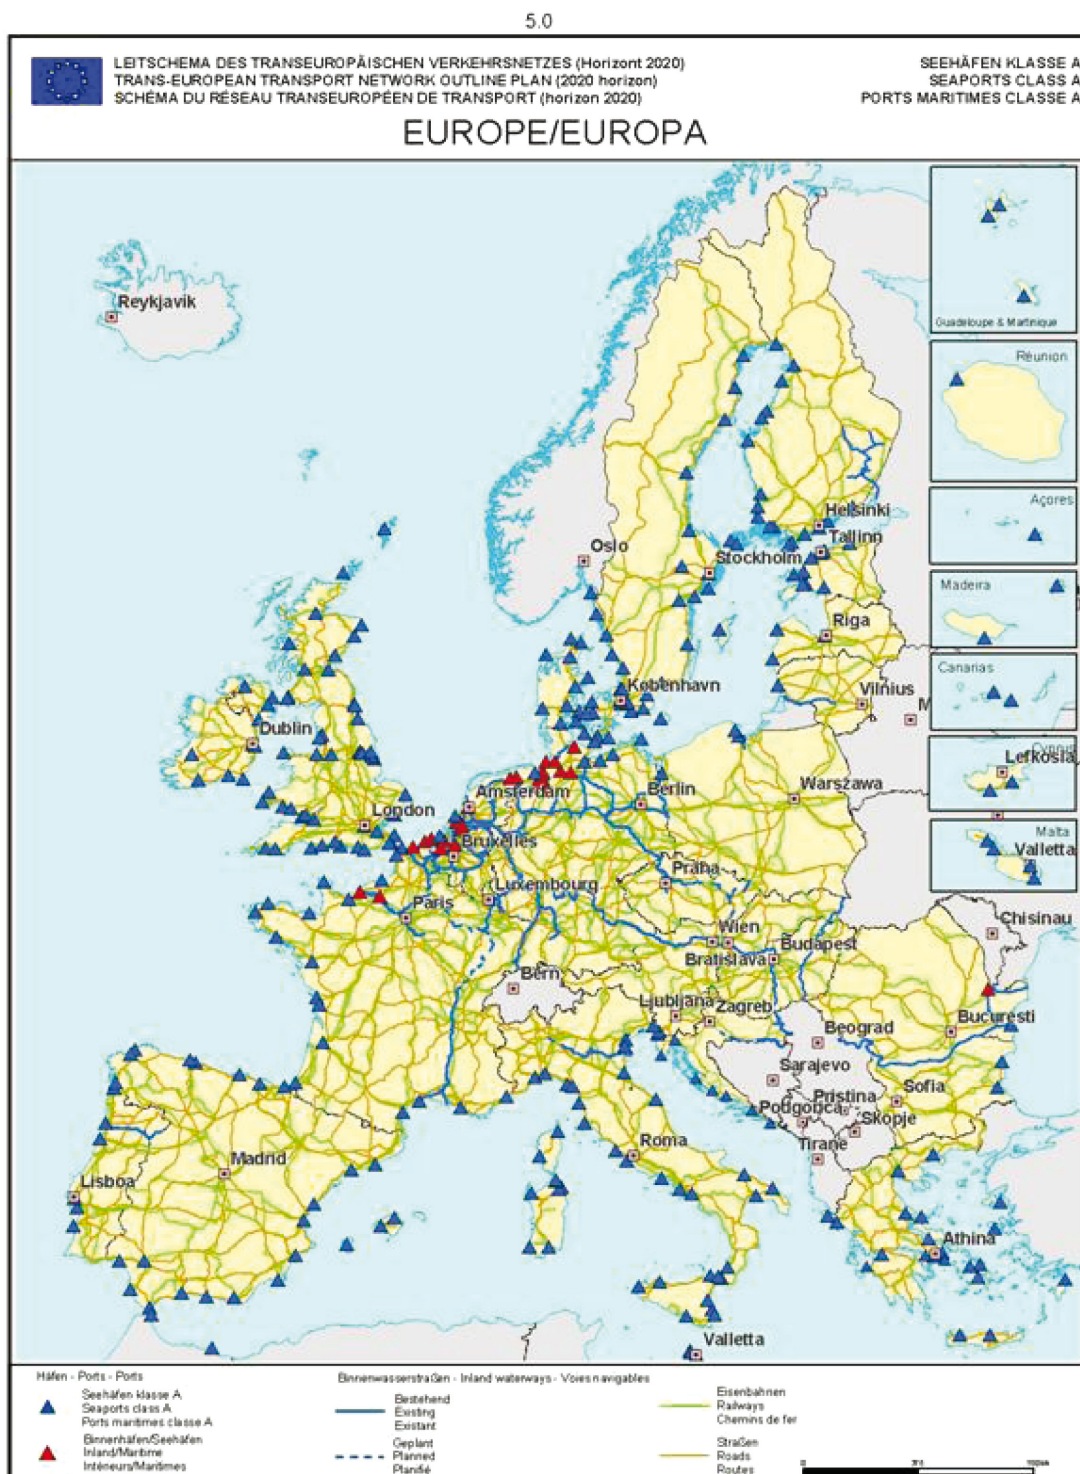 5.0
LEITSCHEMA DES TRANSEUROPÄISCHEN VERKEHRSNETZES (Horizont 2020)
TRANS-EUROPEAN TRANSPORT NETWORK OUTLINE PLAN (2020 horizon)
SCHÉMA DU RÉSEAU TRANSEUROPÉEN DE TRANSPORT (horizon 2020)
SEEHÄFEN KLASSE A
SEAPORTS CLASS A
PORTS MARITIMES CLASSE A
EUROPE/EUROPA
Guadeloupe & Martinique
Réunion
Açores
Madeira
Canarias
Cyprus
Lefkosia
Malta
Valletta
Reykjavik
Oslo
Helsinki
Tallinn
Stockholm
Riga
København
Vilnius
M
Dublin
London
Amsterdam
Berlin
Warszawa
Bruxelles
Luxembourg
Praha
Paris
Wien
Bratislava
Budapest
Chisinau
Bern
Ljubljana
Zagreb
Beograd
Bucuresti
Sarajevo
Pristina
Sofia
Podgorica
Skopje
Tirane
Roma
Madrid
Lisboa
Athina
Valletta
Häfen - Ports - Ports
Seehäfen klasse A
Seaports class A
Ports maritimes classe A
Binnenhäfen/Seehäfen
Inland/Maritime
Intérieurs/Maritimes
Binnenwasserstraßen - Inland waterways - Voies navigables
Bestehend
Existing
Existant
Geplant
Planned
Planifié
Eisenbahnen
Railways
Chemins de fer
Straßen
Roads
Routes
0